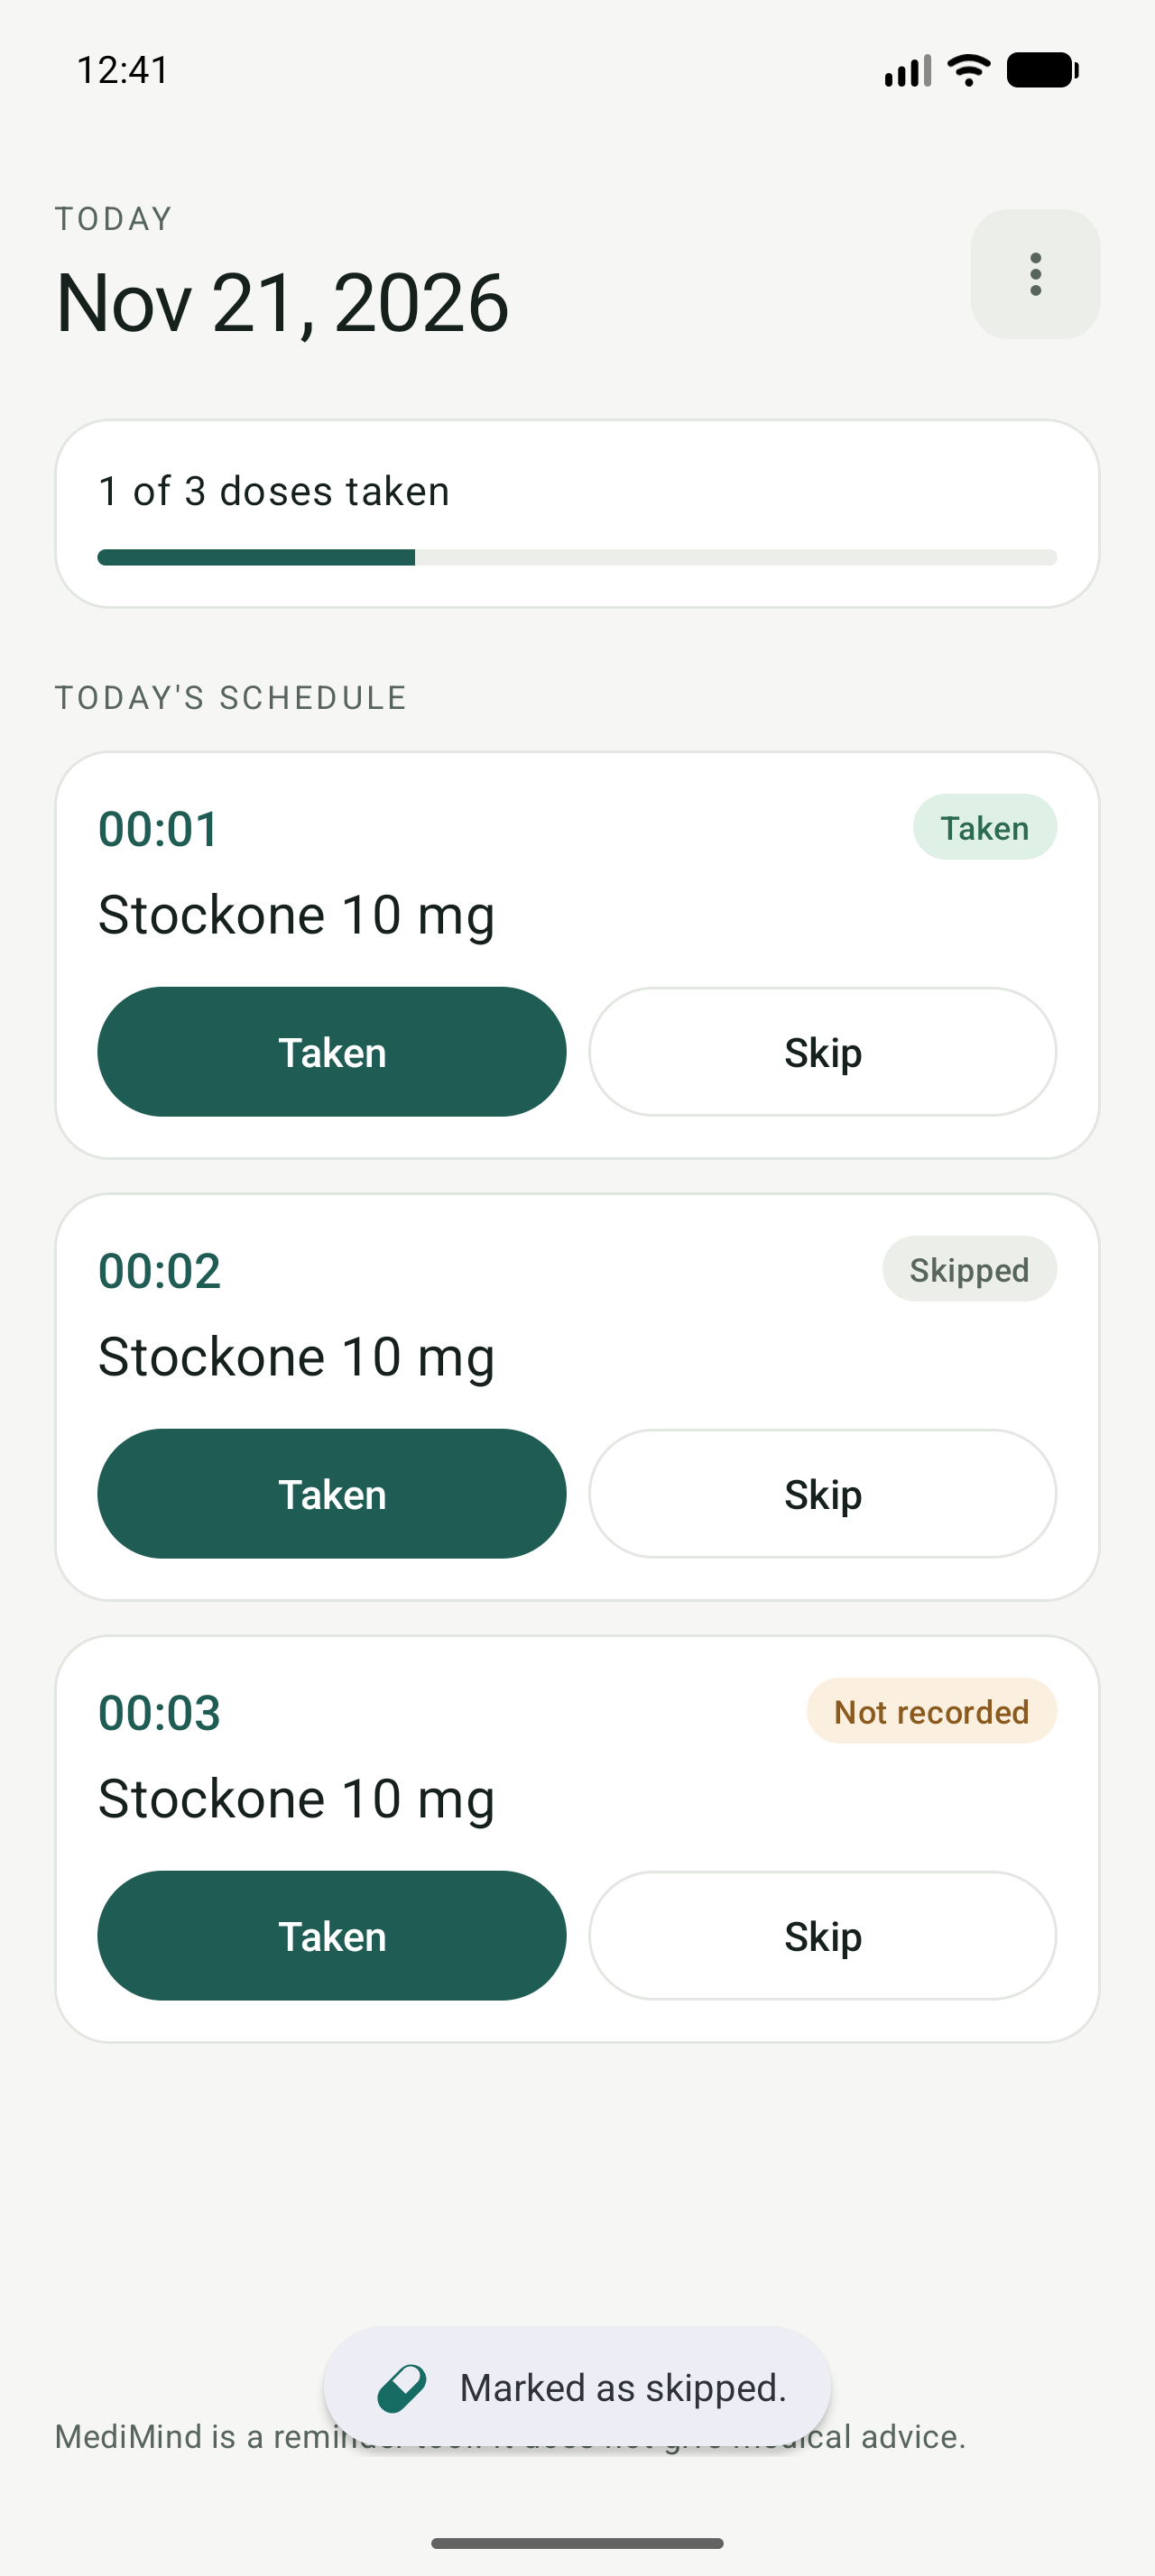 12:41
TODAY
Nov 21, 2026
1 of 3 doses taken
TODAY'S SCHEDULE
00:01
Taken
Stockone 10 mg
Taken
Skip
00:02
Skipped
Stockone 10 mg
Taken
Skip
00:03
Not recorded
Stockone 10 mg
Taken
Skip
Marked as skipped.
MediMind is a advice.